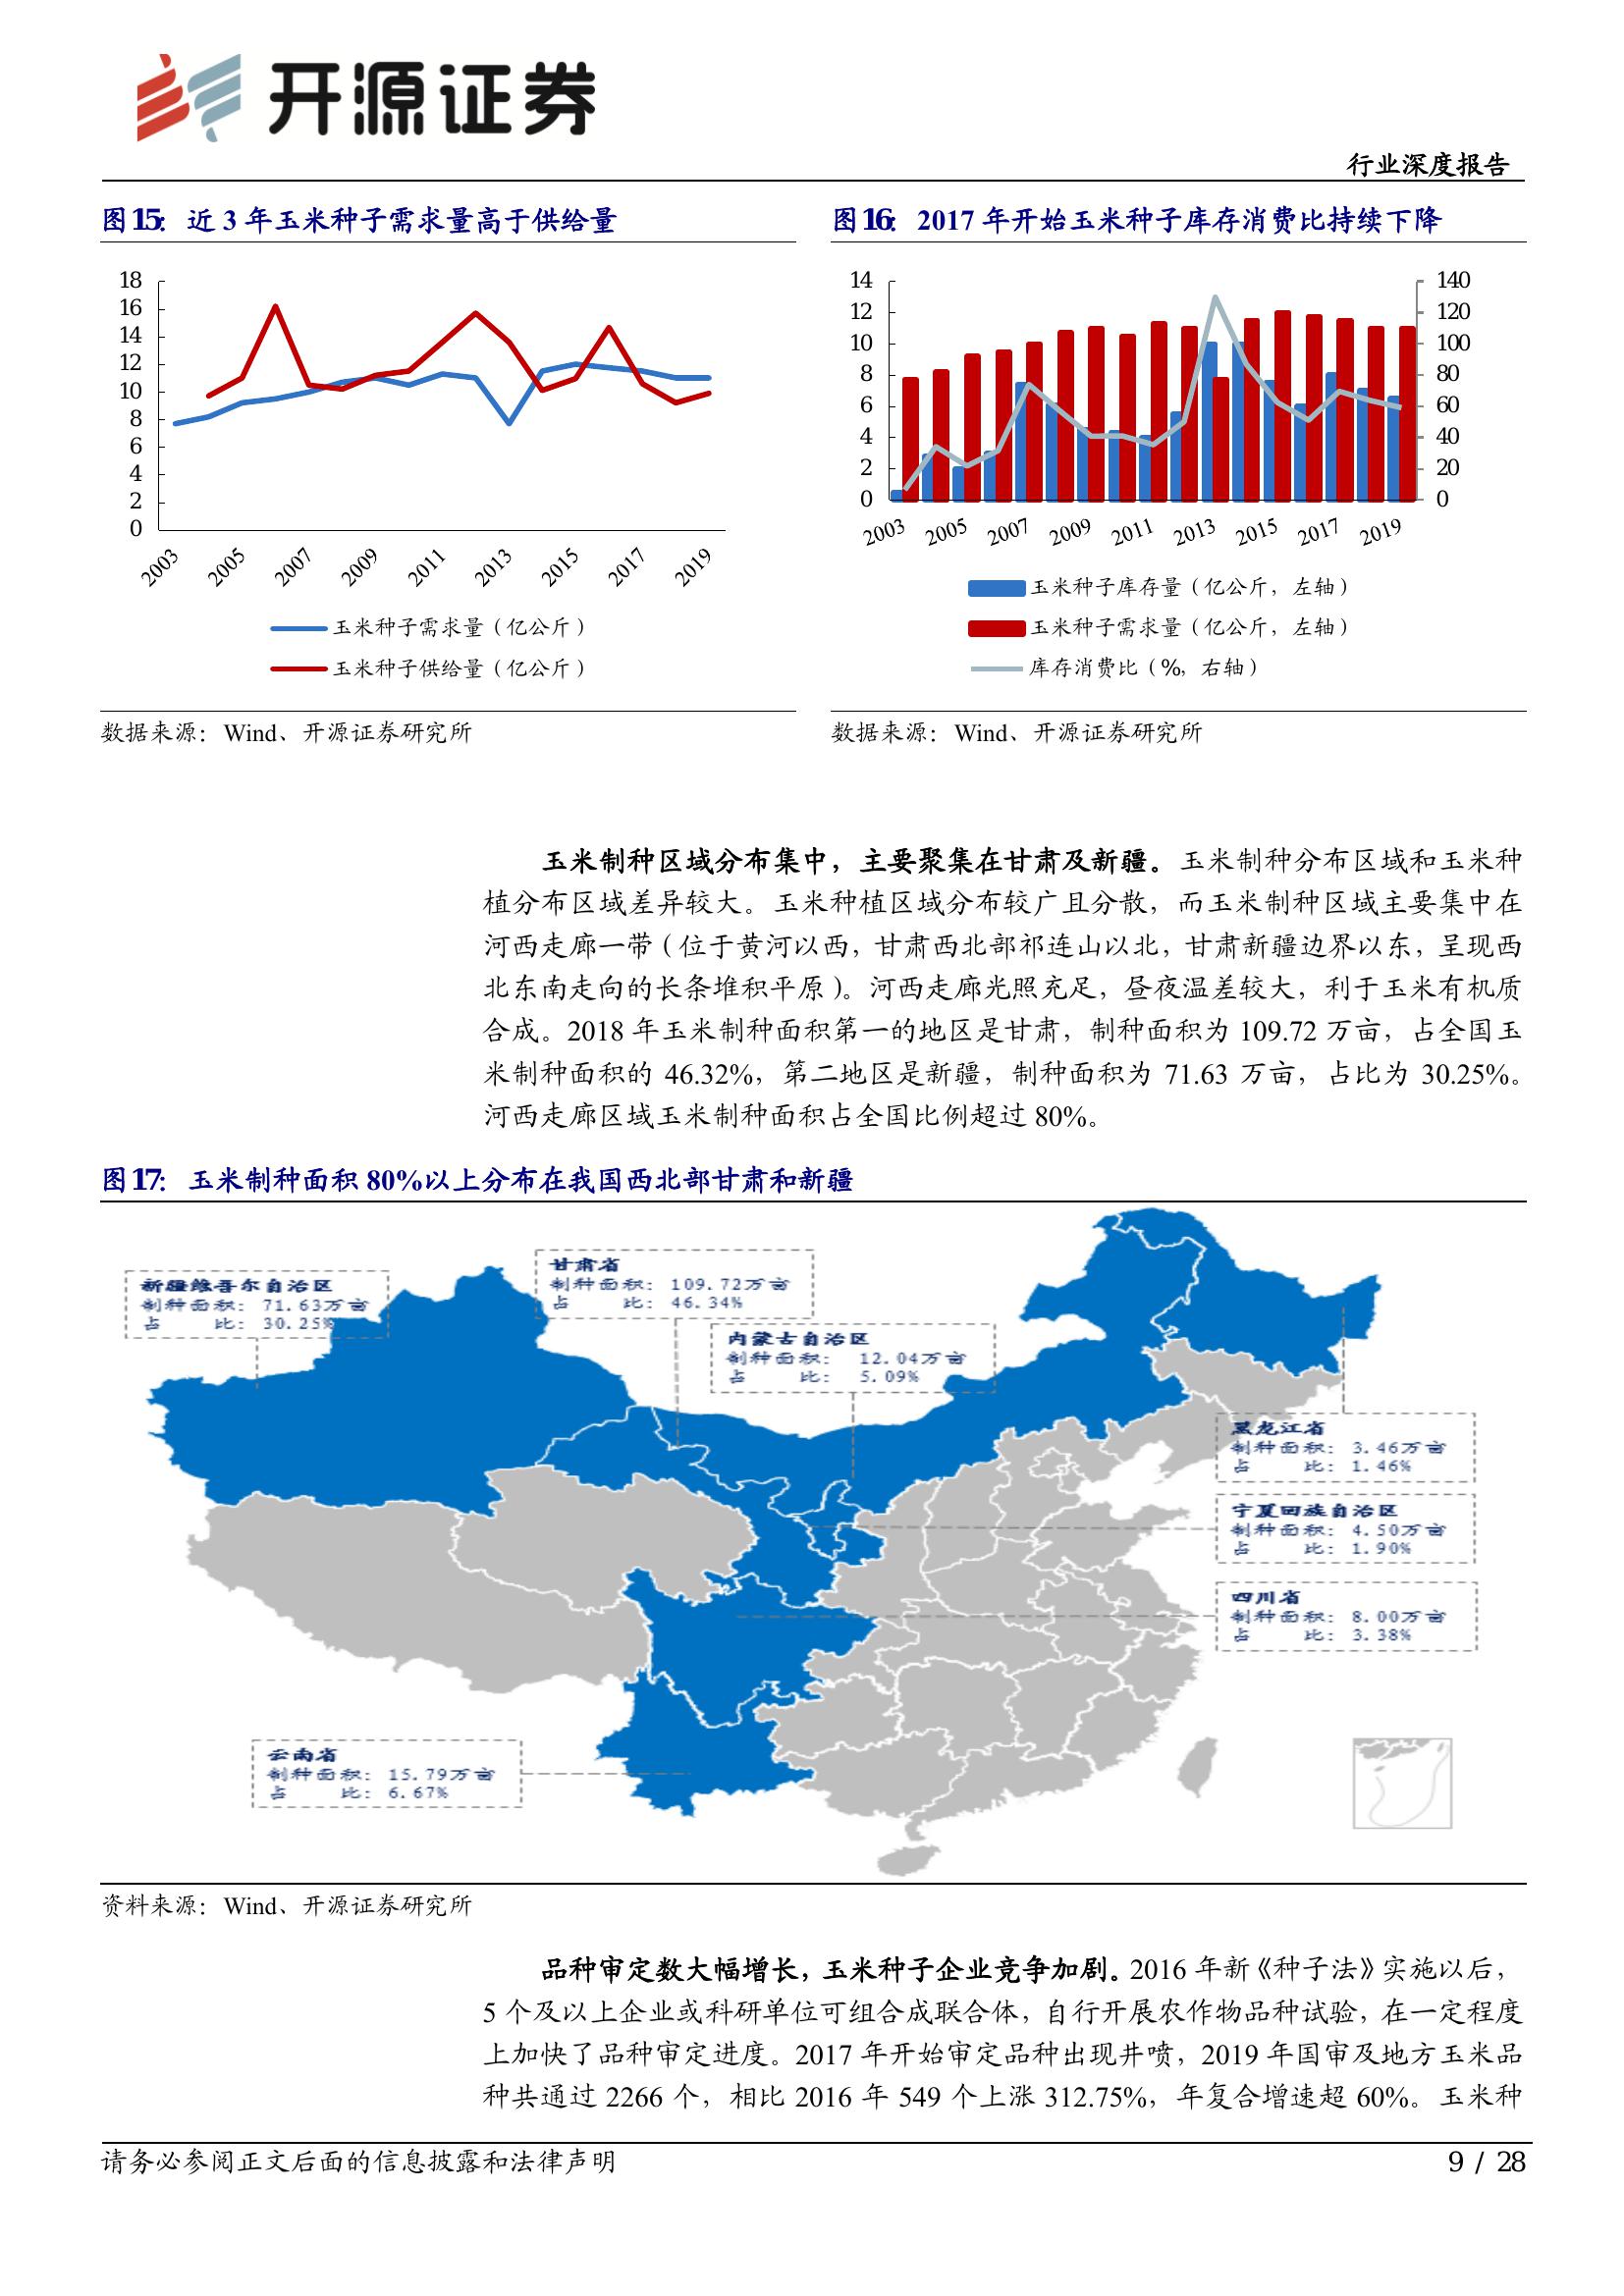 开源证券
行业深度报告
图15： 近 3 年玉米种子需求量高于供给量
18
16
14
12
10
8
6
4
2
0
2003 2005 2007 2009 2011 2013 2015 2017 2019
玉米种子需求量（亿公斤）
玉米种子供给量（亿公斤）
数据来源：Wind、开源证券研究所
图16： 2017 年开始玉米种子库存消费比持续下降
14 140
12 120
10 100
8 80
6 60
4 40
2 20
0 0
2003 2005 2007 2009 2011 2013 2015 2017 2019
玉米种子库存量（亿公斤，左轴）
玉米种子需求量（亿公斤，左轴）
库存消费比（%，右轴）
数据来源：Wind、开源证券研究所
玉米制种区域分布集中，主要聚集在甘肃及新疆。玉米制种分布区域和玉米种
植分布区域差异较大。玉米种植区域分布较广且分散，而玉米制种区域主要集中在
河西走廊一带（位于黄河以西，甘肃西北部祁连山以北，甘肃新疆边界以东，呈现西
北东南走向的长条堆积平原）。河西走廊光照充足，昼夜温差较大，利于玉米有机质
合成。2018 年玉米制种面积第一的地区是甘肃，制种面积为 109.72 万亩，占全国玉
米制种面积的 46.32%，第二地区是新疆，制种面积为 71.63 万亩，占比为 30.25%。
河西走廊区域玉米制种面积占全国比例超过 80%。
图17： 玉米制种面积 80%以上分布在我国西北部甘肃和新疆
新疆维吾尔自治区
制种面积：71.63万亩
占 比：30.25%
甘肃省
制种面积：109.72万亩
占 比：46.34%
内蒙古自治区
制种面积： 12.04万亩
占 比： 5.09%
黑龙江省
制种面积：3.46万亩
占 比：1.46%
宁夏回族自治区
制种面积：4.50万亩
占 比：1.90%
四川省
制种面积：8.00万亩
占 比：3.38%
云南省
制种面积：15.79万亩
占 比：6.67%
资料来源：Wind、开源证券研究所
品种审定数大幅增长，玉米种子企业竞争加剧。2016 年新《种子法》实施以后，
5 个及以上企业或科研单位可组合成联合体，自行开展农作物品种试验，在一定程度
上加快了品种审定进度。2017 年开始审定品种出现井喷，2019 年国审及地方玉米品
种共通过 2266 个，相比 2016 年 549 个上涨 312.75%，年复合增速超 60%。玉米种
请务必参阅正文后面的信息披露和法律声明
9 / 28